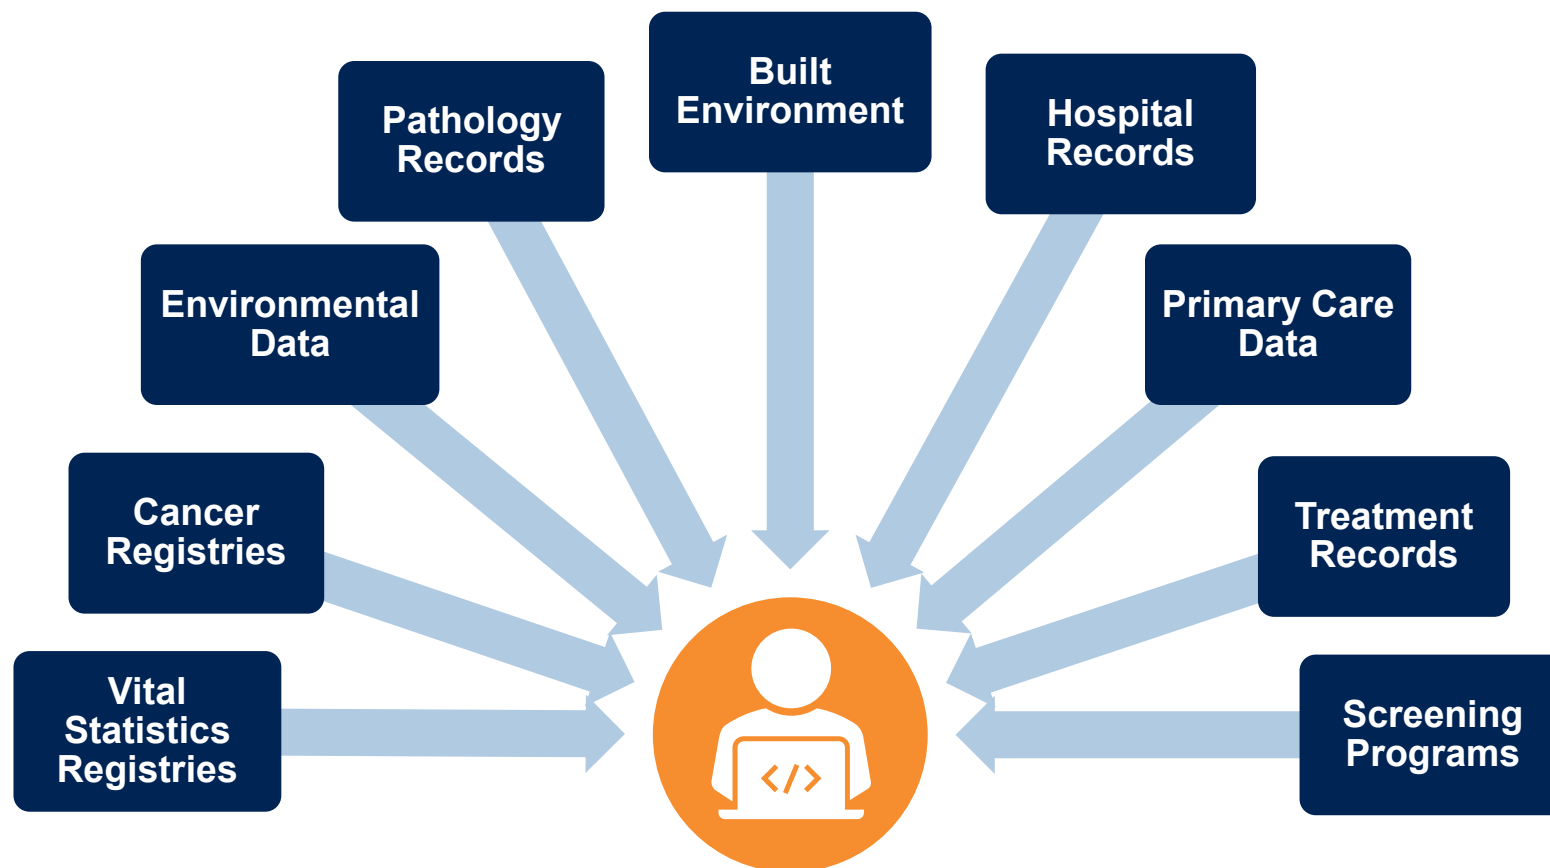 Built
Environment
Pathology
Records
Hospital
Records
Environmental
Data
Primary Care
Data
Cancer
Registries
Treatment
Records
Vital
Statistics
Registries
Screening
Programs
</>